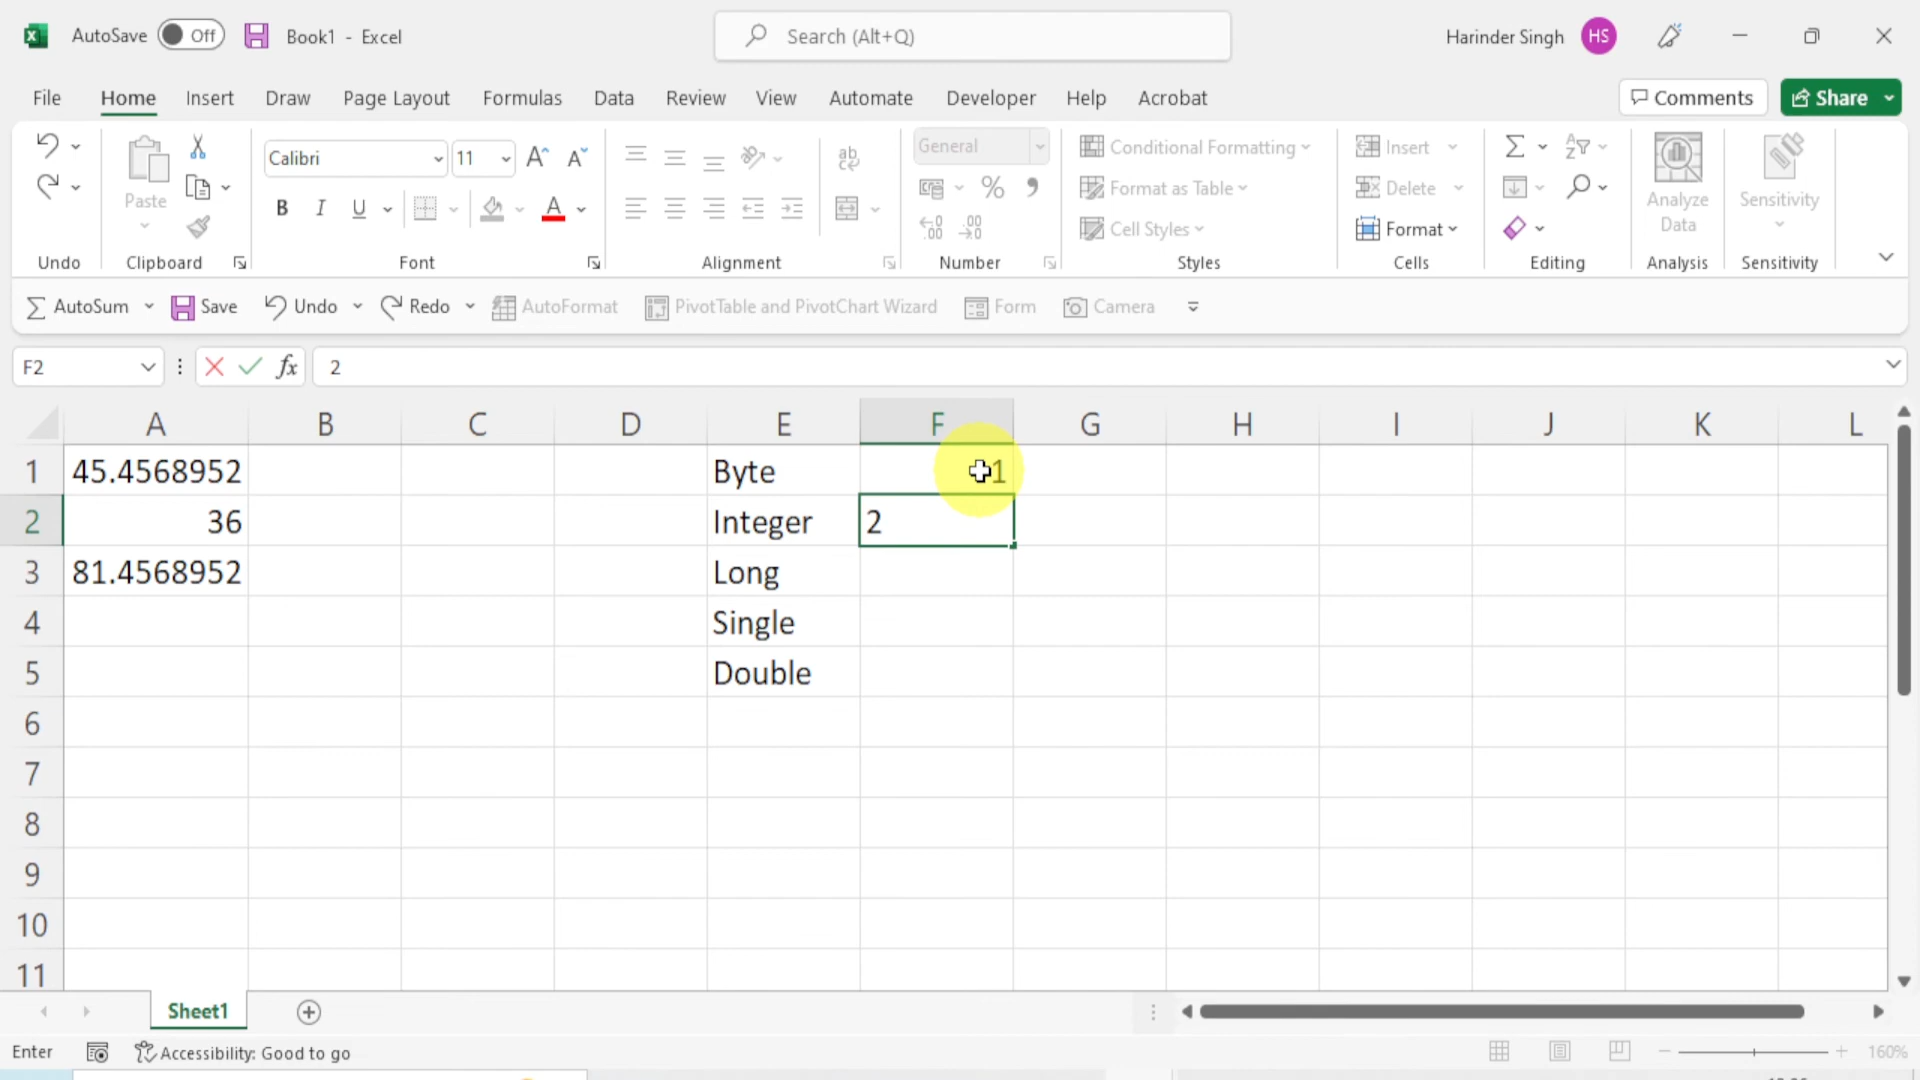 AutoSave Off Book1 - Excel Search (Alt+Q) Harinder Singh HS
File Home Insert Draw Page Layout Formulas Data Review View Automate Developer Help Acrobat Comments Share
Calibri 11 General Conditional Formatting Insert
Paste Format as Table Delete Analyze Sensitivity
B I U A % Cell Styles Format Data
Undo Clipboard Font Alignment Number Styles Cells Editing Analysis Sensitivity
AutoSum Save Undo Redo AutoFormat PivotTable and PivotChart Wizard Form Camera
F2 fx 2
A B C D E F G H I J K L
1 45.4568952 Byte 1
2 36 Integer 2
3 81.4568952 Long
4 Single
5 Double
6
7
8
9
10
11
Sheet1
Enter Accessibility: Good to go 160%